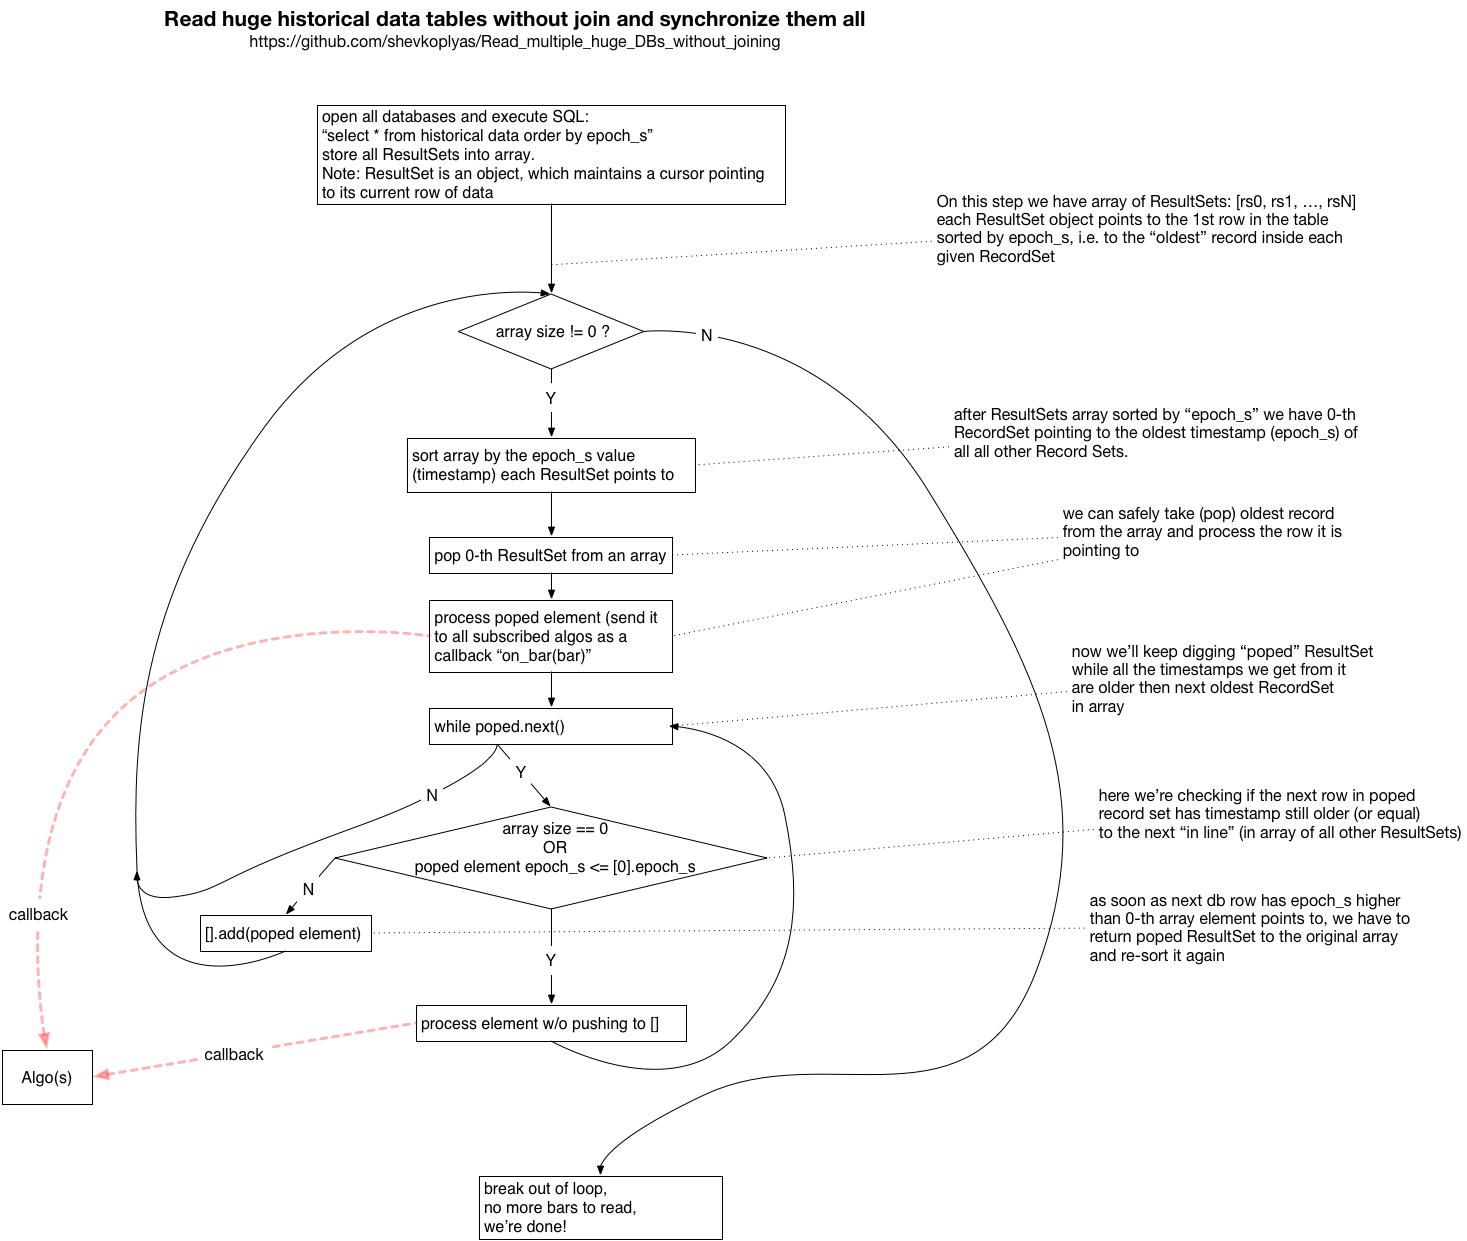 Read huge historical data tables without join and synchronize them all
https://github.com/shevkoplyas/Read_multiple_huge_DBs_without_joining
open all databases and execute SQL:
“select * from historical data order by epoch_s”
store all ResultSets into array.
Note: ResultSet is an object, which maintains a cursor pointing
to its current row of data
On this step we have array of ResultSets: [rs0, rs1, …, rsN]
each ResultSet object points to the 1st row in the table
sorted by epoch_s, i.e. to the “oldest” record inside each
given RecordSet
array size != 0 ?
N
Y
after ResultSets array sorted by “epoch_s” we have 0-th
RecordSet pointing to the oldest timestamp (epoch_s) of
all all other Record Sets.
sort array by the epoch_s value
(timestamp) each ResultSet points to
we can safely take (pop) oldest record
from the array and process the row it is
pointing to
pop 0-th ResultSet from an array
process poped element (send it
to all subscribed algos as a
callback “on_bar(bar)”
now we’ll keep digging “poped” ResultSet
while all the timestamps we get from it
are older then next oldest RecordSet
in array
while poped.next()
Y
N
here we’re checking if the next row in poped
record set has timestamp still older (or equal)
to the next “in line” (in array of all other ResultSets)
array size == 0
OR
poped element epoch_s <= [0].epoch_s
N
as soon as next db row has epoch_s higher
than 0-th array element points to, we have to
return poped ResultSet to the original array
and re-sort it again
callback
[].add(poped element)
Y
process element w/o pushing to []
callback
Algo(s)
break out of loop,
no more bars to read,
we’re done!